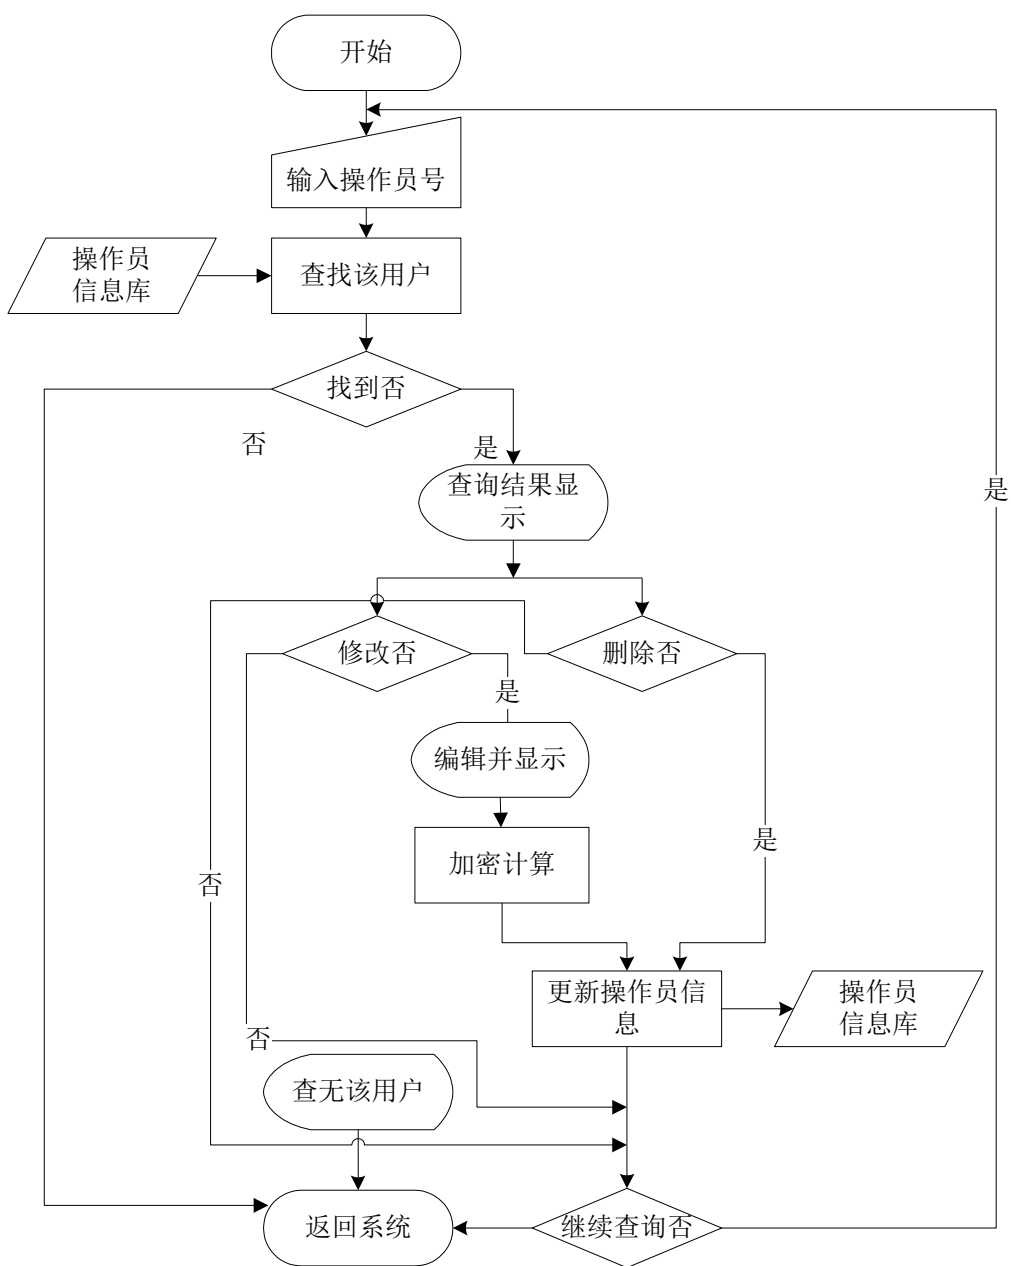 开始
输入操作员号
操作员
信息库
查找该用户
找到否
否
是
查询结果显
示
是
修改否
删除否
是
编辑并显示
是
加密计算
否
更新操作员信
息
操作员
信息库
否
查无该用户
返回系统
继续查询否